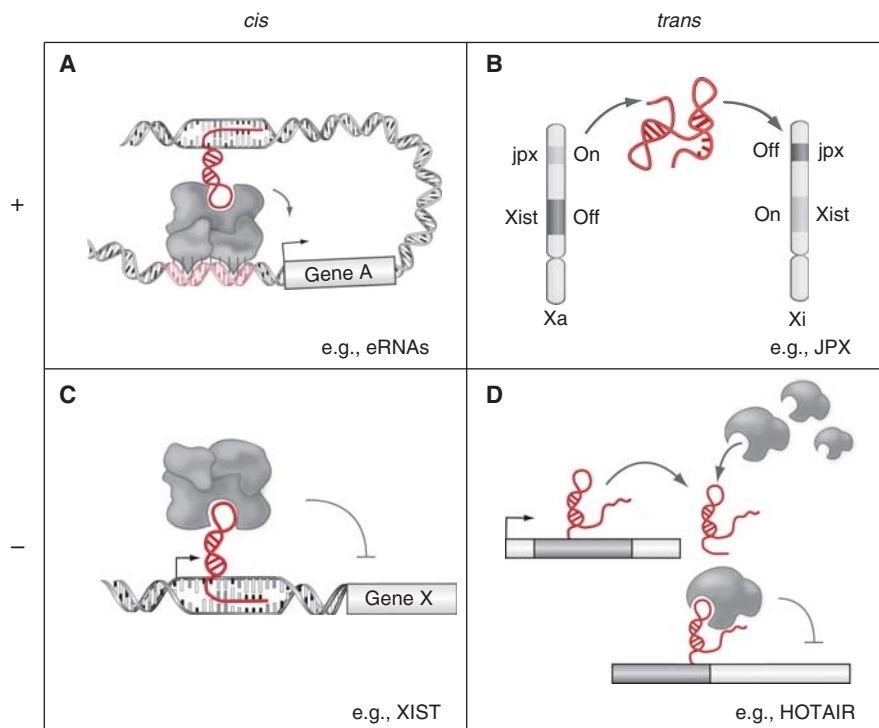 cis
trans
+
A
Gene A
e.g., eRNAs
B
jpx On
Off jpx
Xist Off
On Xist
Xa
Xi
e.g., JPX
–
C
Gene X
e.g., XIST
D
e.g., HOTAIR